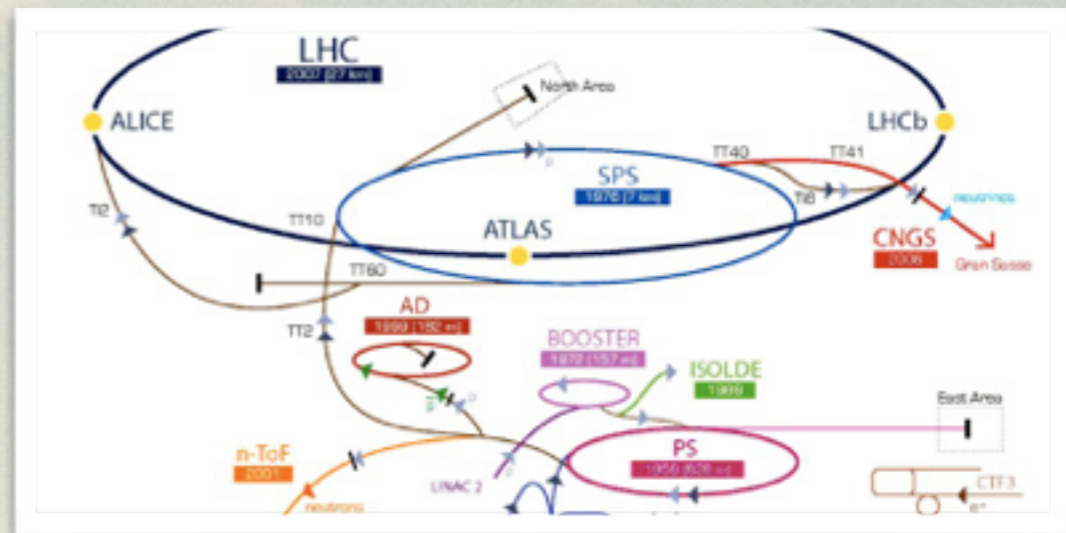 LHC
2007 (27 km)
North Area
ALICE
LHCb
TT40
TT41
SPS
1976 (7 km)
TI8
neutrinos
TI2
TT10
ATLAS
CNGS
2006
Gran Sasso
TT60
AD
1999 (182 m)
TT2
BOOSTER
1972 (157 m)
ISOLDE
1989
p
East Area
n-ToF
2001
PS
1959 (628 m)
LINAC 2
neutrons
CTF3
e-